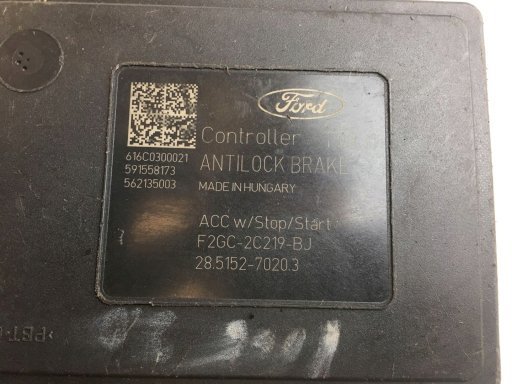 Ford
Controller
616C0300021
ANTILOCK BRAKE
591558173
562135003
MADE IN HUNGARY
ACC w/Stop/Start
F2GC-2C219-BJ
28.5152-7020.3
>PBT-